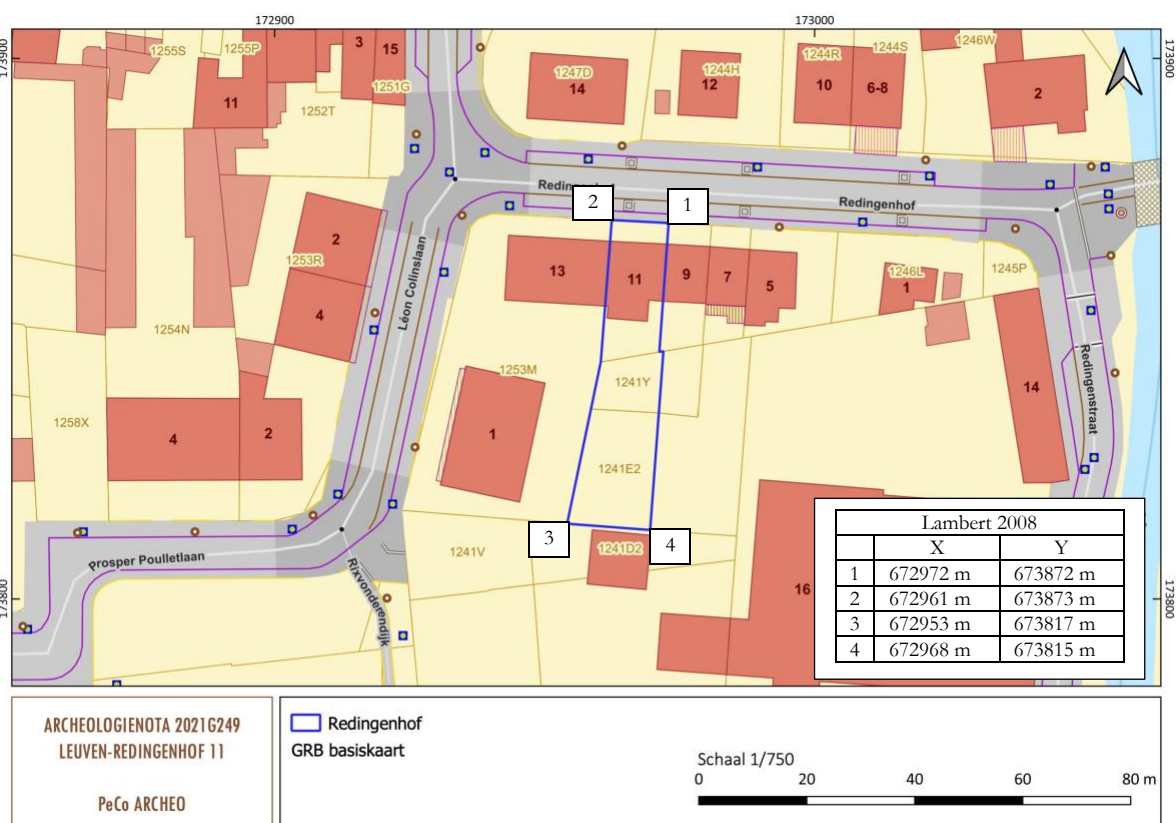 172900
173000
173900
173900
1255S
1255P
3
15
1251G
11
1252T
1247D
14
1244H
12
1244R
10
1244S
6-8
1246W
2
Redingenhof
2
1
2
1253R
4
Léon Colinslaan
13
11
9
7
5
1246L
1
1245P
1254N
1253M
1
1241Y
14
Redingenstraat
1258X
4
2
1241E2
3
4
1241V
1241D2
Prosper Poulletlaan
Rixvonderendijk
16
173800
173800
Lambert 2008
X Y
1 672972 m 673872 m
2 672961 m 673873 m
3 672953 m 673817 m
4 672968 m 673815 m
ARCHEOLOGIENOTA 2021G249
LEUVEN-REDINGENHOF 11
PeCo ARCHEO
Redingenhof
GRB basiskaart
Schaal 1/750
0 20 40 60 80 m